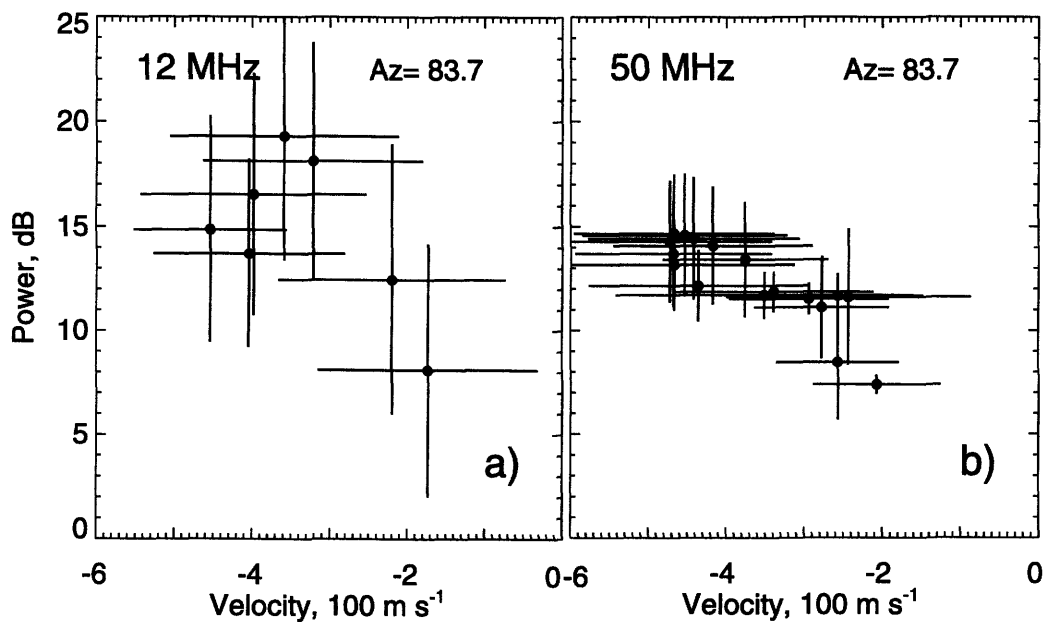 25
20
15
10
5
0
Power, dB
12 MHz
Az= 83.7
a)
50 MHz
Az= 83.7
b)
-6 -4 -2 0-6 -4 -2 0
Velocity, 100 m s⁻¹ Velocity, 100 m s⁻¹